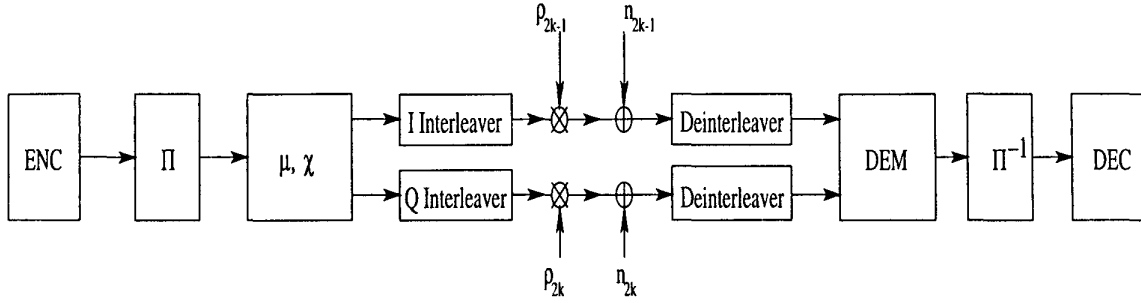 ρ2k-1 n2k-1
ENC
Π
μ, χ
I Interleaver
Q Interleaver
Deinterleaver
Deinterleaver
DEM
Π−1
DEC
ρ2k n2k